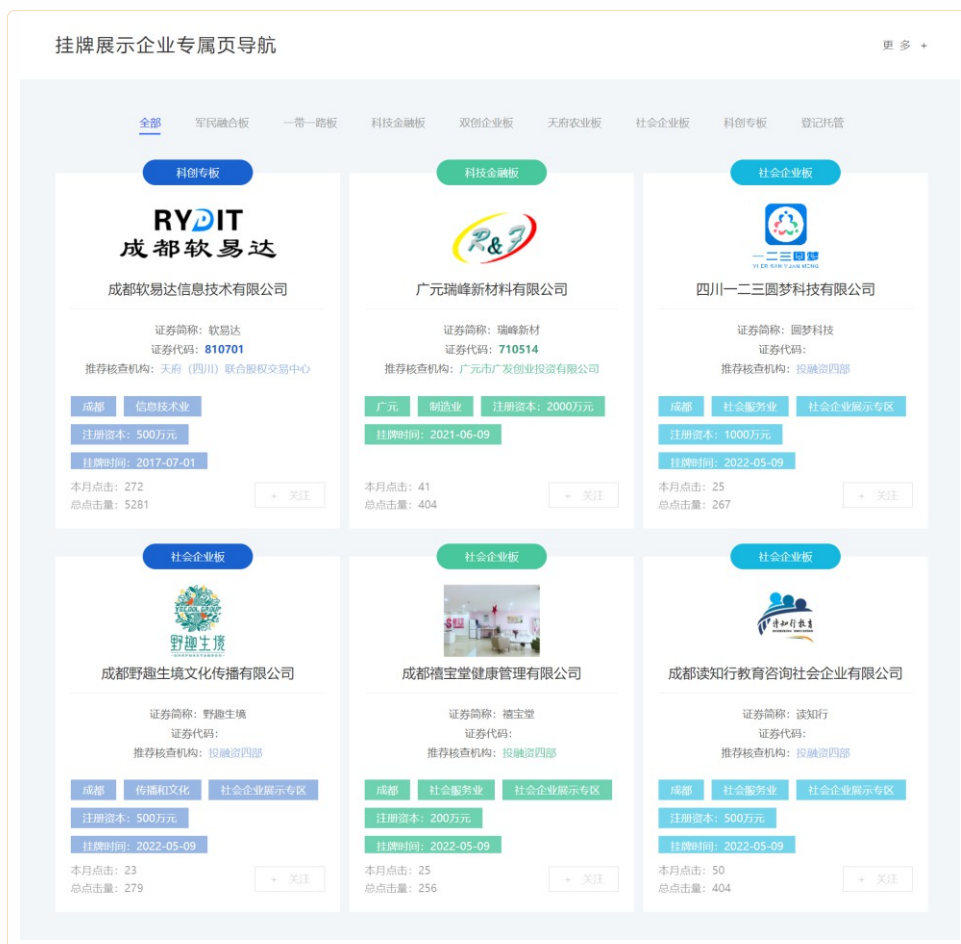 挂牌展示企业专属页导航
更 多 +
全部 军民融合板 一带一路板 科技金融板 双创企业板 天府农业板 社会企业板 科创专板 登记托管
科创专板
RYDIT
成都软易达
成都软易达信息技术有限公司
证券简称：软易达
证券代码：810701
推荐核查机构：天府（四川）联合股权交易中心
成都 信息技术业
注册资本：500万元
挂牌时间：2017-07-01
本月点击：272
总点击量：5281
+ 关注
科技金融板
R&F
广元瑞峰新材料有限公司
证券简称：瑞峰新材
证券代码：710514
推荐核查机构：广元市广发创业投资有限公司
广元 制造业 注册资本：2000万元
挂牌时间：2021-06-09
本月点击：41
总点击量：404
+ 关注
社会企业板
一二三圆梦
YI ER SAN YUAN MENG
四川一二三圆梦科技有限公司
证券简称：圆梦科技
证券代码：
推荐核查机构：投融资四部
成都 社会服务业 社会企业展示专区
注册资本：1000万元
挂牌时间：2022-05-09
本月点击：25
总点击量：267
+ 关注
社会企业板
YECOOL GROUP
野趣生境
成都野趣生境文化传播有限公司
证券简称：野趣生境
证券代码：
推荐核查机构：投融资四部
成都 传播和文化 社会企业展示专区
注册资本：500万元
挂牌时间：2022-05-09
本月点击：23
总点击量：279
+ 关注
社会企业板
成都禧宝堂健康管理有限公司
证券简称：禧宝堂
证券代码：
推荐核查机构：投融资四部
成都 社会服务业 社会企业展示专区
注册资本：200万元
挂牌时间：2022-05-09
本月点击：25
总点击量：256
+ 关注
社会企业板
读知行教育
成都读知行教育咨询社会企业有限公司
证券简称：读知行
证券代码：
推荐核查机构：投融资四部
成都 社会服务业 社会企业展示专区
注册资本：500万元
挂牌时间：2022-05-09
本月点击：50
总点击量：404
+ 关注